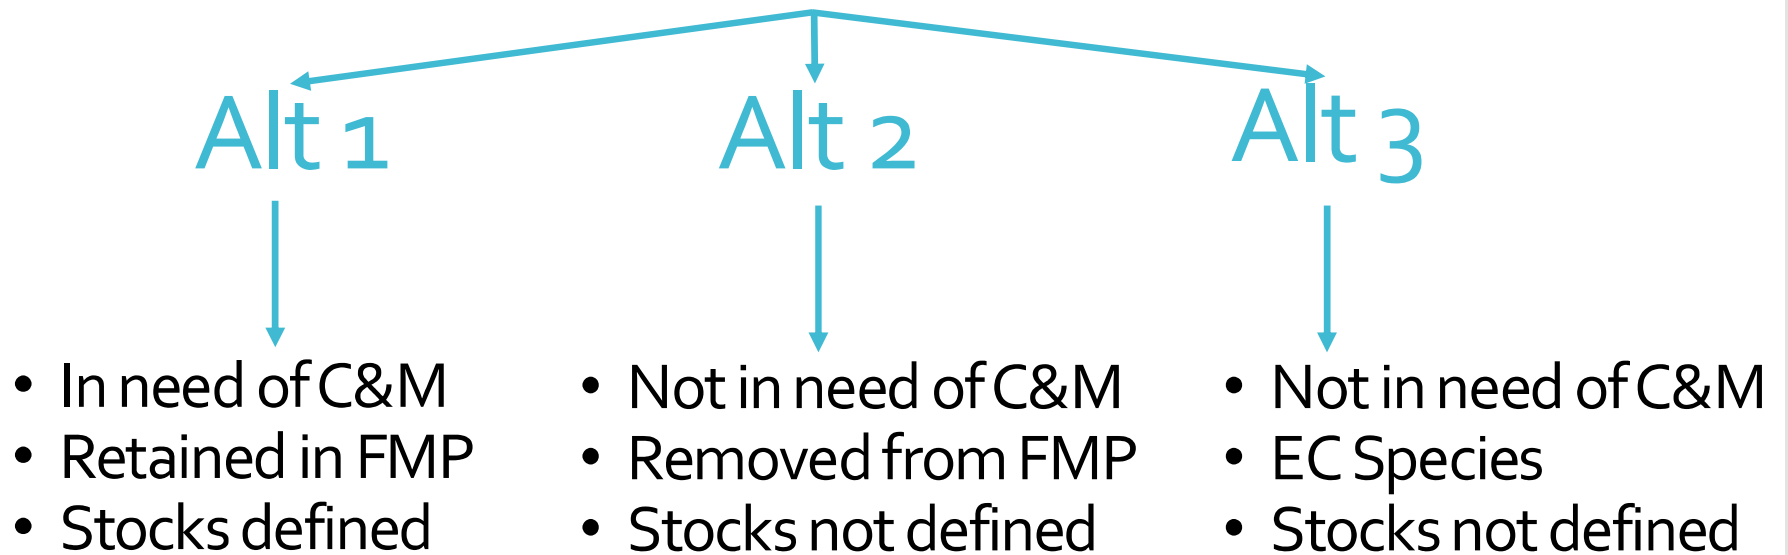 Alt 1
Alt 2
Alt 3
• In need of C&M
• Retained in FMP
• Stocks defined
• Not in need of C&M
• Removed from FMP
• Stocks not defined
• Not in need of C&M
• EC Species
• Stocks not defined